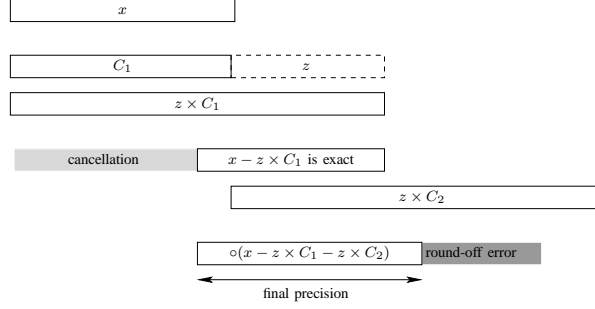 x
C₁ z
z × C₁
cancellation x − z × C₁ is exact
z × C₂
∘(x − z × C₁ − z × C₂) round-off error
final precision